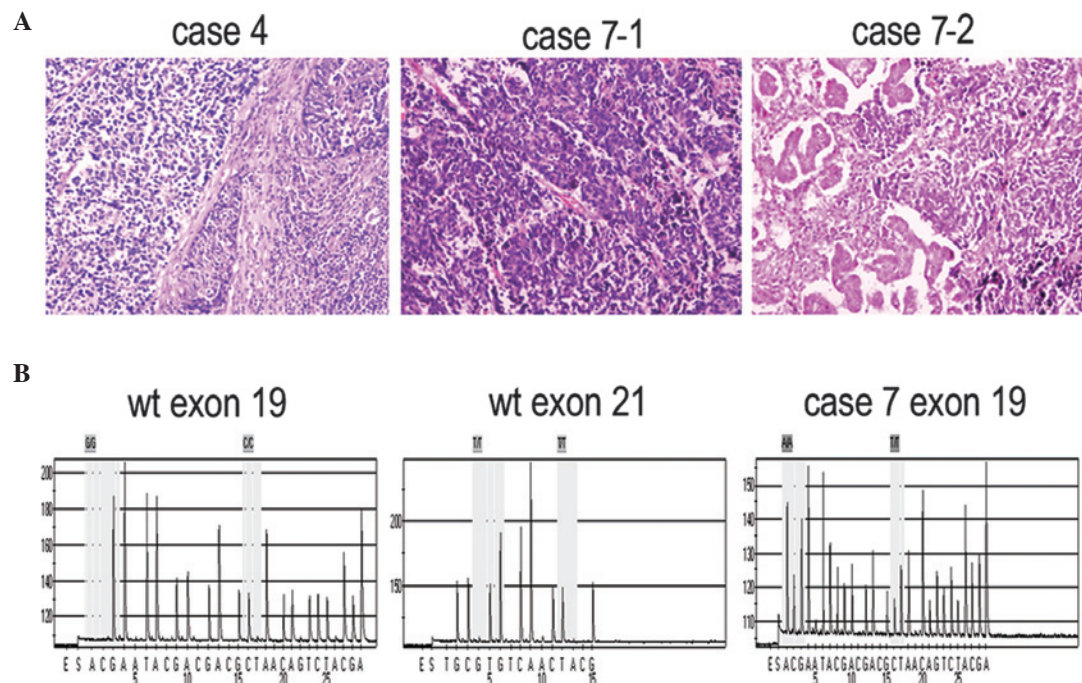 A
case 4
case 7-1
case 7-2
B
wt exon 19
wt exon 21
case 7 exon 19
G/G
C/C
T/T
T/T
A/A
T/T
200
180
160
140
120
200
150
150
140
130
120
110
E S A C G A A T A C G A C G A C G C T A A C A G T C T A C G A
5 10 15 20 25
E S T G C G T G T C A A C T A C G
5 10 15
E S A C G A A T A C G A C G A C G C T A A C A G T C T A C G A
5 10 15 20 25